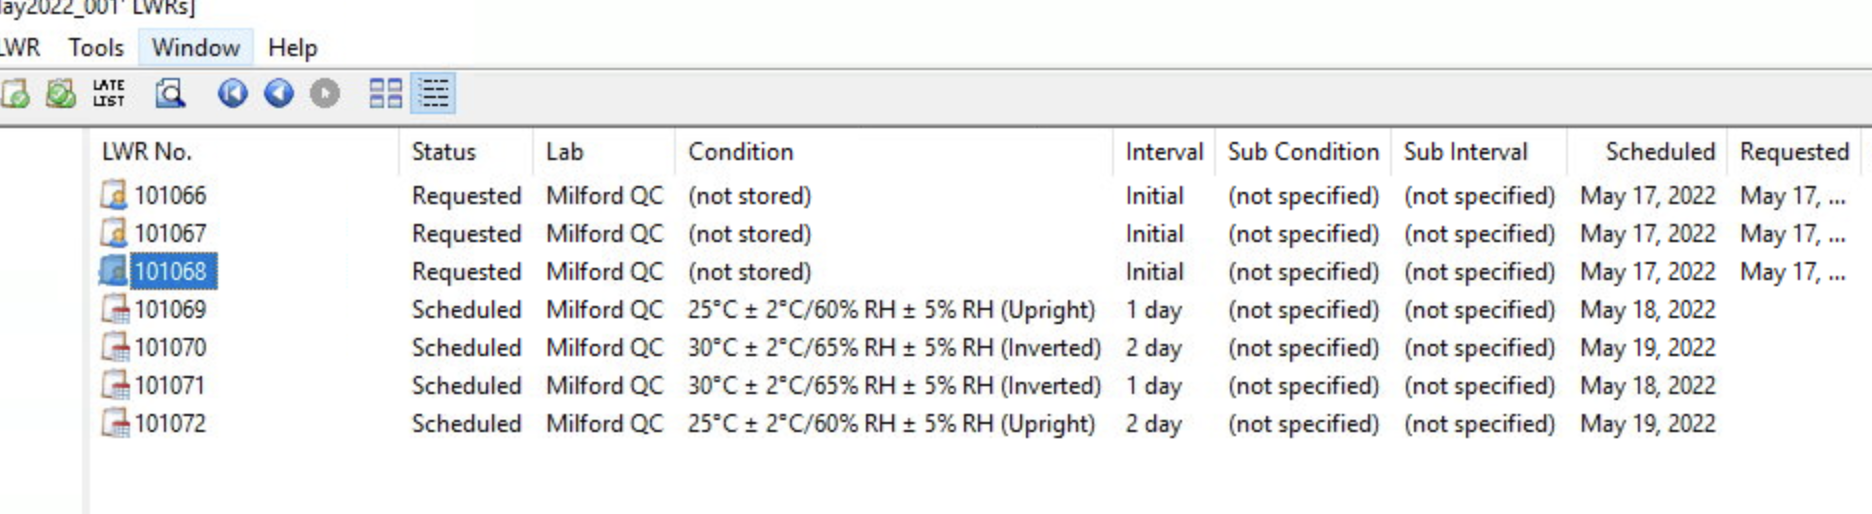 lay2022_001' LWRs]
LWR Tools Window Help
LATE LIST
LWR No. Status Lab Condition Interval Sub Condition Sub Interval Scheduled Requested
101066 Requested Milford QC (not stored) Initial (not specified) (not specified) May 17, 2022 May 17, ...
101067 Requested Milford QC (not stored) Initial (not specified) (not specified) May 17, 2022 May 17, ...
101068 Requested Milford QC (not stored) Initial (not specified) (not specified) May 17, 2022 May 17, ...
101069 Scheduled Milford QC 25°C ± 2°C/60% RH ± 5% RH (Upright) 1 day (not specified) (not specified) May 18, 2022
101070 Scheduled Milford QC 30°C ± 2°C/65% RH ± 5% RH (Inverted) 2 day (not specified) (not specified) May 19, 2022
101071 Scheduled Milford QC 30°C ± 2°C/65% RH ± 5% RH (Inverted) 1 day (not specified) (not specified) May 18, 2022
101072 Scheduled Milford QC 25°C ± 2°C/60% RH ± 5% RH (Upright) 2 day (not specified) (not specified) May 19, 2022